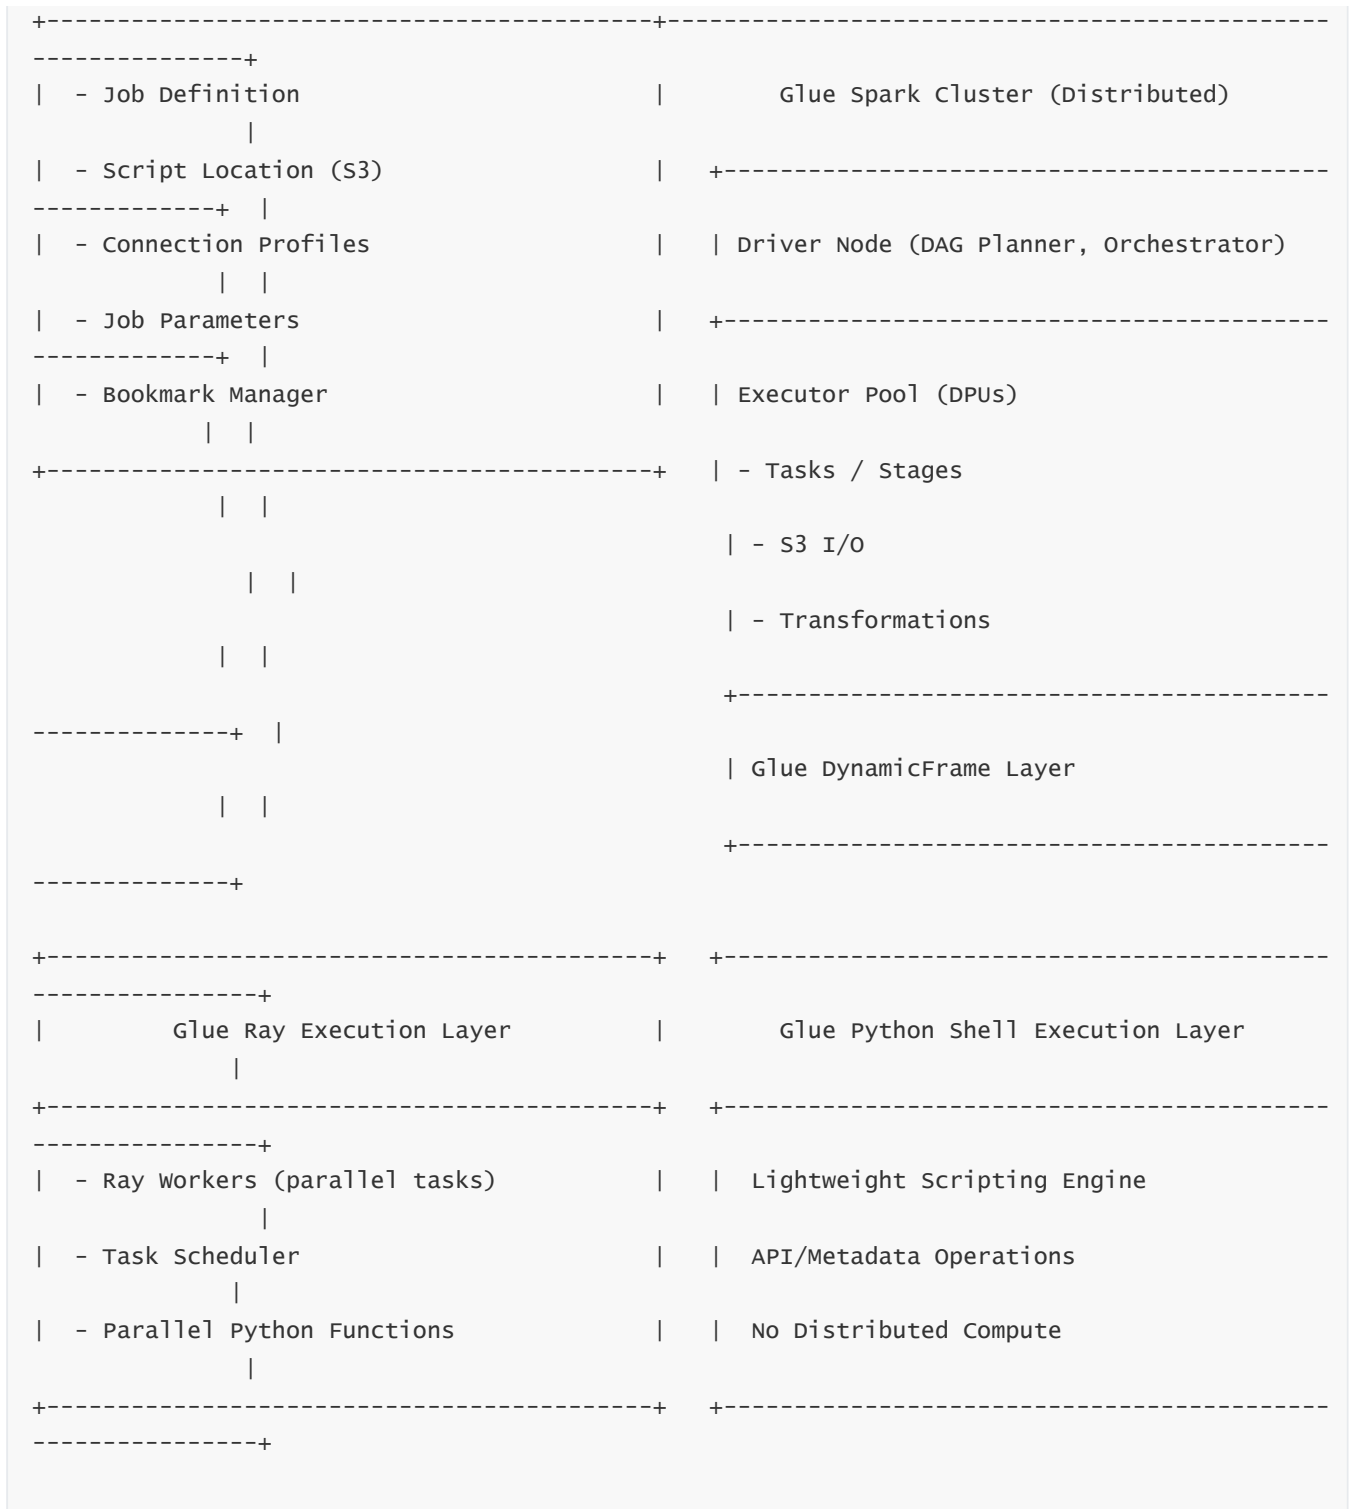 +-------------------------------------------+-----------------------------------------------
---------------+
|  - Job Definition                         |        Glue Spark Cluster (Distributed)
               |
|  - Script Location (S3)                   |   +-------------------------------------------
-------------+  |
|  - Connection Profiles                    |   | Driver Node (DAG Planner, Orchestrator)
             |  |
|  - Job Parameters                         |   +-------------------------------------------
-------------+  |
|  - Bookmark Manager                       |   | Executor Pool (DPUs)
            |  |
+-------------------------------------------+   | - Tasks / Stages
             |  |
                                                 | - S3 I/O
               |  |
                                                 | - Transformations
             |  |
                                                 +------------------------------------------
--------------+  |
                                                 | Glue DynamicFrame Layer
             |  |
                                                 +------------------------------------------
--------------+
+-------------------------------------------+   +-------------------------------------------
----------------+
|         Glue Ray Execution Layer          |        Glue Python Shell Execution Layer
              |
+-------------------------------------------+   +-------------------------------------------
----------------+
|  - Ray Workers (parallel tasks)           |   |  Lightweight Scripting Engine
                |
|  - Task Scheduler                         |   |  API/Metadata Operations
              |
|  - Parallel Python Functions              |   |  No Distributed Compute
               |
+-------------------------------------------+   +-------------------------------------------
----------------+